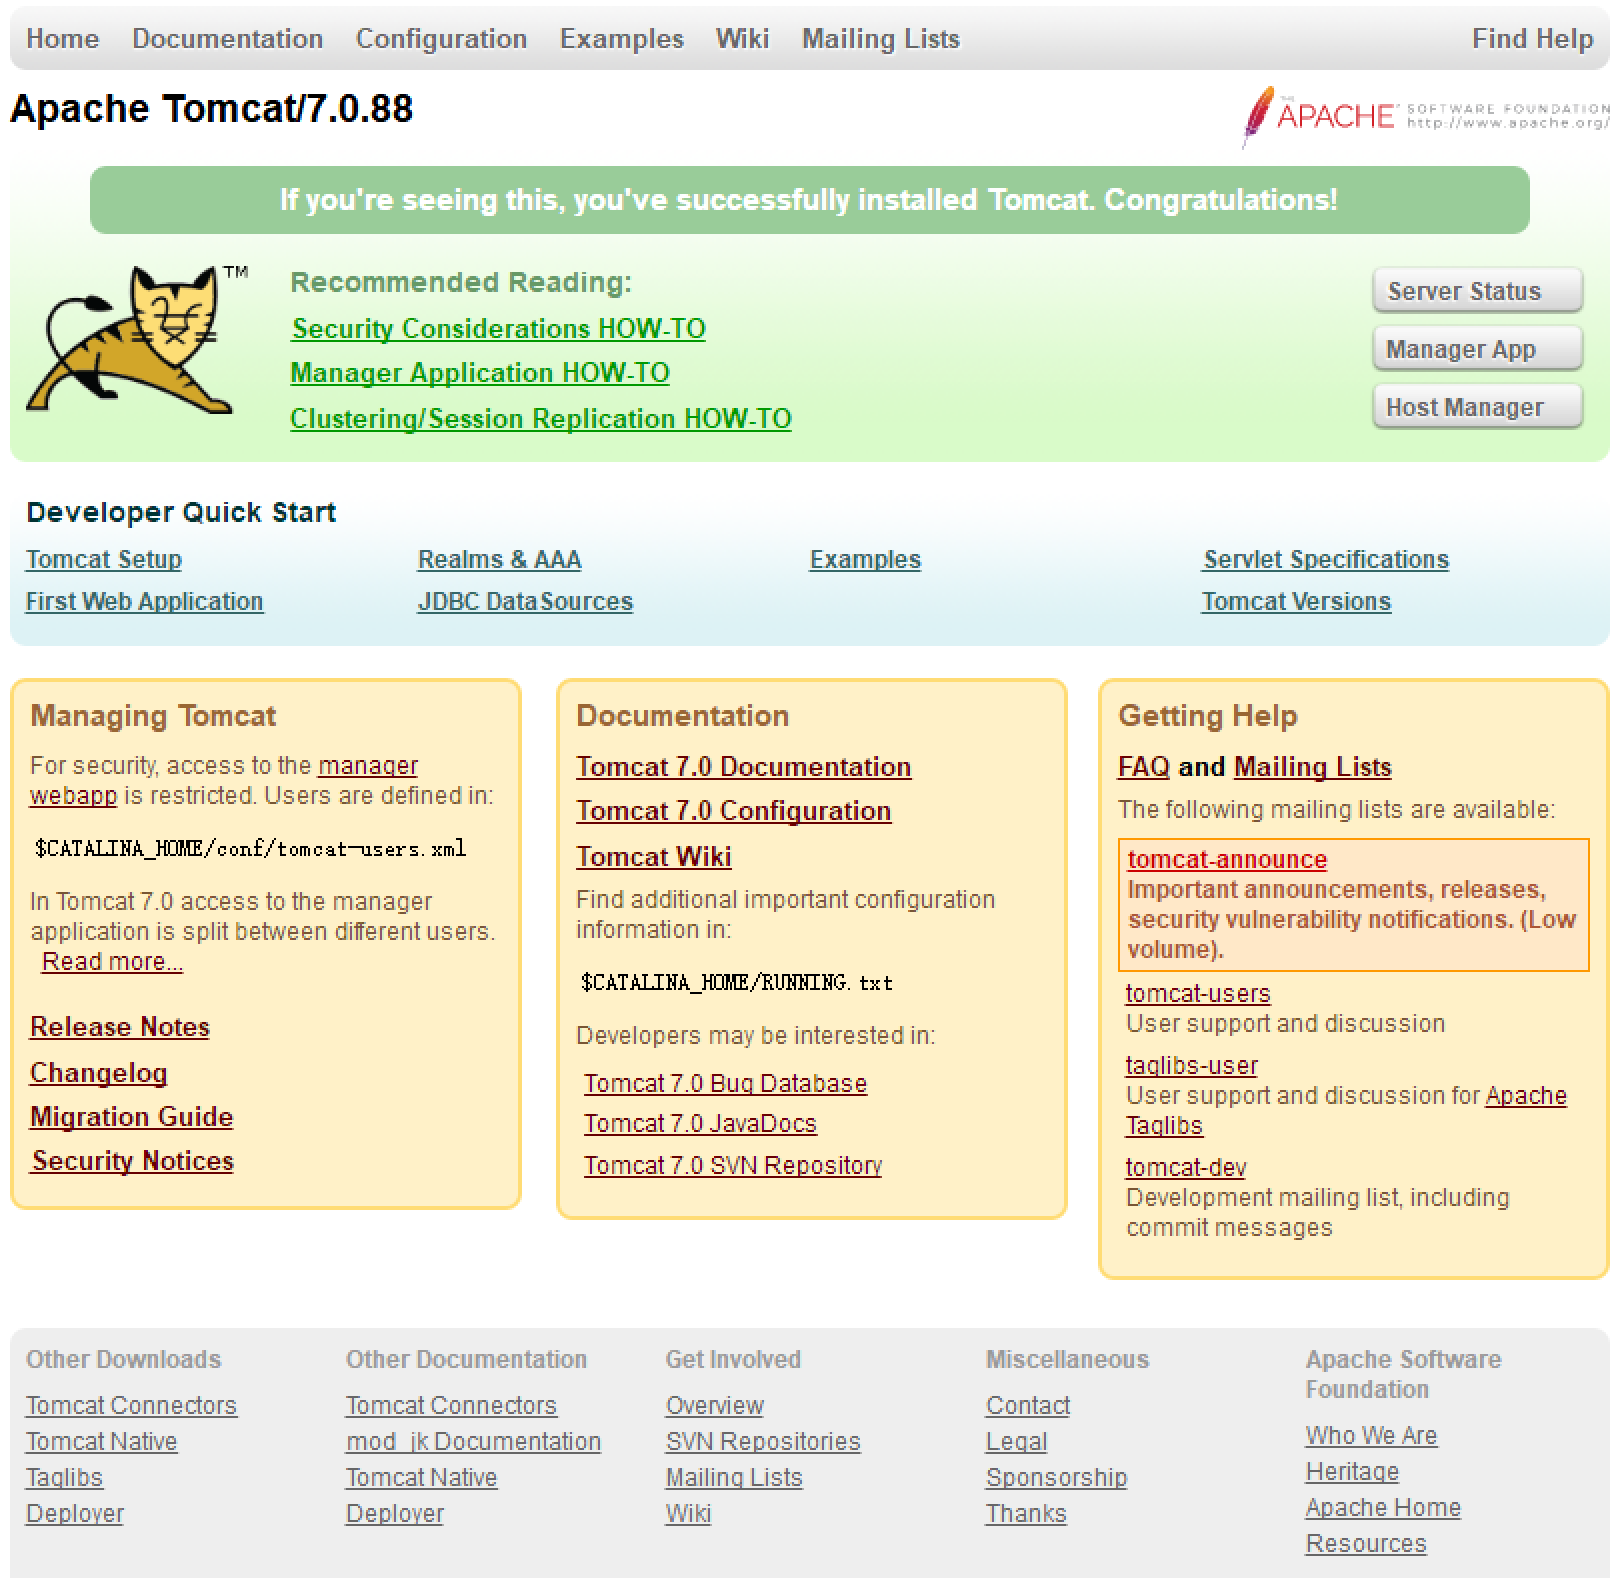 Home Documentation Configuration Examples Wiki Mailing Lists Find Help
Apache Tomcat/7.0.88
THE APACHE™ SOFTWARE FOUNDATION
http://www.apache.org/
If you're seeing this, you've successfully installed Tomcat. Congratulations!
TM
Recommended Reading:
Security Considerations HOW-TO
Manager Application HOW-TO
Clustering/Session Replication HOW-TO
Server Status
Manager App
Host Manager
Developer Quick Start
Tomcat Setup
First Web Application
Realms & AAA
JDBC DataSources
Examples
Servlet Specifications
Tomcat Versions
Managing Tomcat
For security, access to the manager
webapp is restricted. Users are defined in:
$CATALINA_HOME/conf/tomcat-users.xml
In Tomcat 7.0 access to the manager
application is split between different users.
Read more...
Release Notes
Changelog
Migration Guide
Security Notices
Documentation
Tomcat 7.0 Documentation
Tomcat 7.0 Configuration
Tomcat Wiki
Find additional important configuration
information in:
$CATALINA_HOME/RUNNING.txt
Developers may be interested in:
Tomcat 7.0 Bug Database
Tomcat 7.0 JavaDocs
Tomcat 7.0 SVN Repository
Getting Help
FAQ and Mailing Lists
The following mailing lists are available:
tomcat-announce
Important announcements, releases,
security vulnerability notifications. (Low
volume).
tomcat-users
User support and discussion
taglibs-user
User support and discussion for Apache
Taglibs
tomcat-dev
Development mailing list, including
commit messages
Other Downloads
Tomcat Connectors
Tomcat Native
Taglibs
Deployer
Other Documentation
Tomcat Connectors
mod_jk Documentation
Tomcat Native
Deployer
Get Involved
Overview
SVN Repositories
Mailing Lists
Wiki
Miscellaneous
Contact
Legal
Sponsorship
Thanks
Apache Software
Foundation
Who We Are
Heritage
Apache Home
Resources